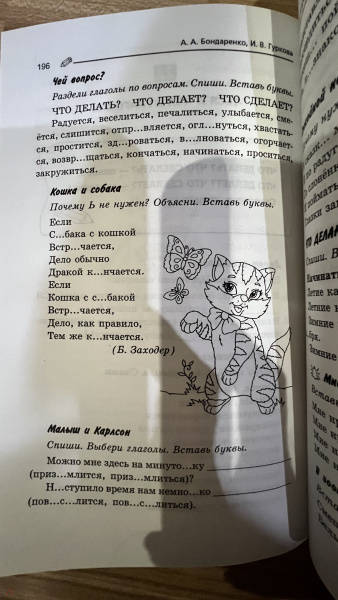 196
А. А. Бондаренко, И. В. Гуркова
Чей вопрос?
Раздели глаголы по вопросам. Спиши. Вставь буквы.
ЧТО ДЕЛАТЬ? ЧТО ДЕЛАЕТ? ЧТО СДЕЛАЕТ?
Радуется, веселиться, печалиться, улыбается, сме-
ётся, слишится, отпр...вляется, огл...нуться, хвастать-
ся, простится, зд...роваться, в...лноваться, огорчает-
ся, возвр...щаться, кончаться, начинаться, проситься,
закружиться.
Кошка и собака
Почему Ь не нужен? Объясни. Вставь буквы.
Если
С...бака с кошкой
Встр...чается,
Дело обычно
Дракой к...нчается.
Если
Кошка с с...бакой
Встр...чается,
Дело, как правило,
Тем же к...нчается.
(Б. Заходер)
Малыш и Карлсон
Спиши. Выбери глаголы. Вставь буквы.
Можно мне здесь на минуто...ку
(приз...млится, приз...млиться)?
Н...ступило время нам немно...ко
(пов...с...литься, пов...с...литься).